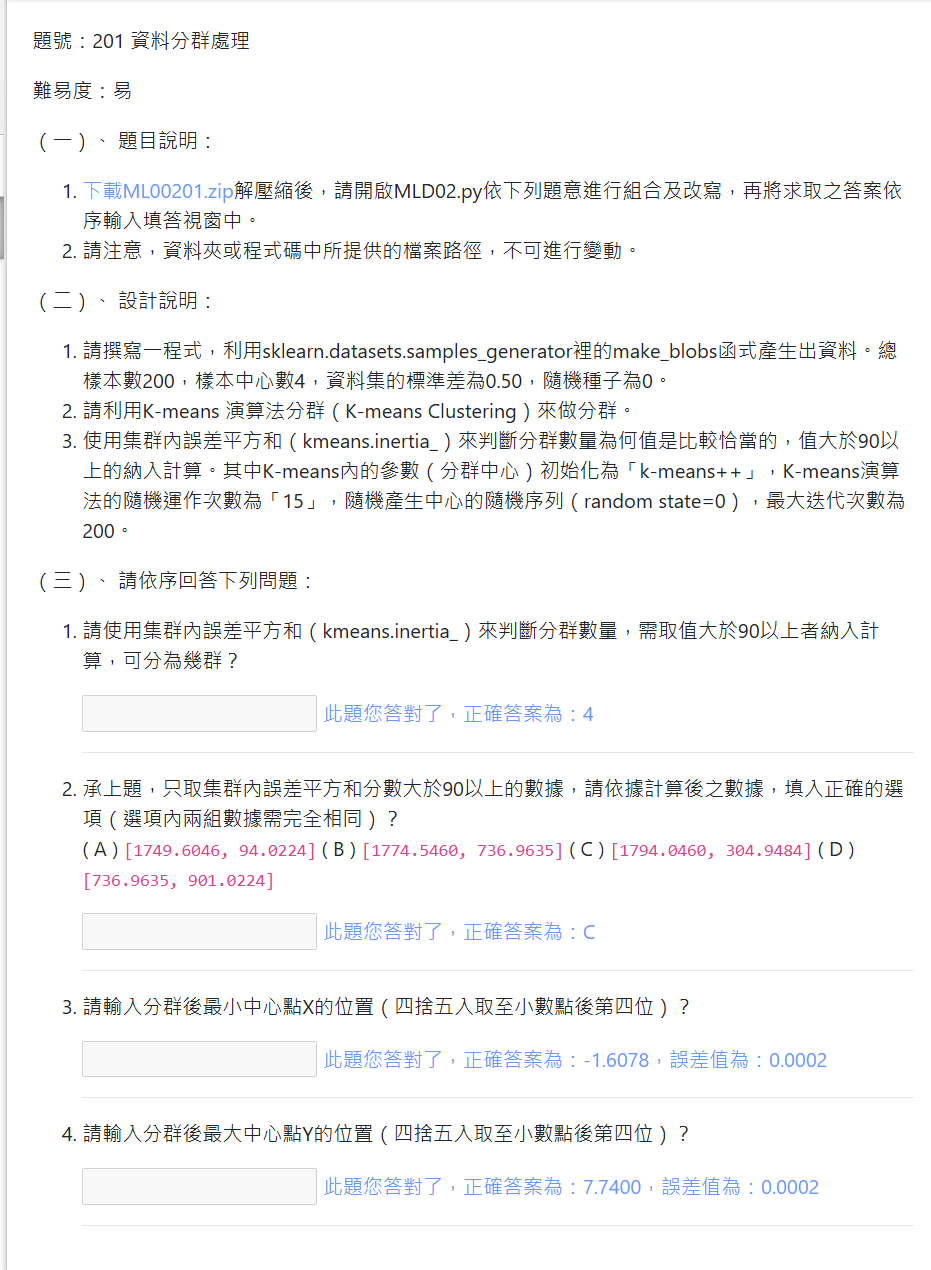 題號：201 資料分群處理
難易度：易
（一）、 題目說明：
1. 下載ML00201.zip解壓縮後，請開啟MLD02.py依下列題意進行組合及改寫，再將求取之答案依
序輸入填答視窗中。
2. 請注意，資料夾或程式碼中所提供的檔案路徑，不可進行變動。
（二）、 設計說明：
1. 請撰寫一程式，利用sklearn.datasets.samples_generator裡的make_blobs函式產生出資料。總
樣本數200，樣本中心數4，資料集的標準差為0.50，隨機種子為0。
2. 請利用K-means 演算法分群（K-means Clustering）來做分群。
3. 使用集群內誤差平方和（kmeans.inertia_）來判斷分群數量為何值是比較恰當的，值大於90以
上的納入計算。其中K-means內的參數（分群中心）初始化為「k-means++」，K-means演算
法的隨機運作次數為「15」，隨機產生中心的隨機序列（random state=0），最大迭代次數為
200。
（三）、 請依序回答下列問題：
1. 請使用集群內誤差平方和（kmeans.inertia_）來判斷分群數量，需取值大於90以上者納入計
算，可分為幾群？
此題您答對了，正確答案為：4
2. 承上題，只取集群內誤差平方和分數大於90以上的數據，請依據計算後之數據，填入正確的選
項（選項內兩組數據需完全相同）？
(A) [1749.6046, 94.0224] (B) [1774.5460, 736.9635] (C) [1794.0460, 304.9484] (D)
[736.9635, 901.0224]
此題您答對了，正確答案為：C
3. 請輸入分群後最小中心點X的位置（四捨五入取至小數點後第四位）？
此題您答對了，正確答案為：-1.6078，誤差值為：0.0002
4. 請輸入分群後最大中心點Y的位置（四捨五入取至小數點後第四位）？
此題您答對了，正確答案為：7.7400，誤差值為：0.0002